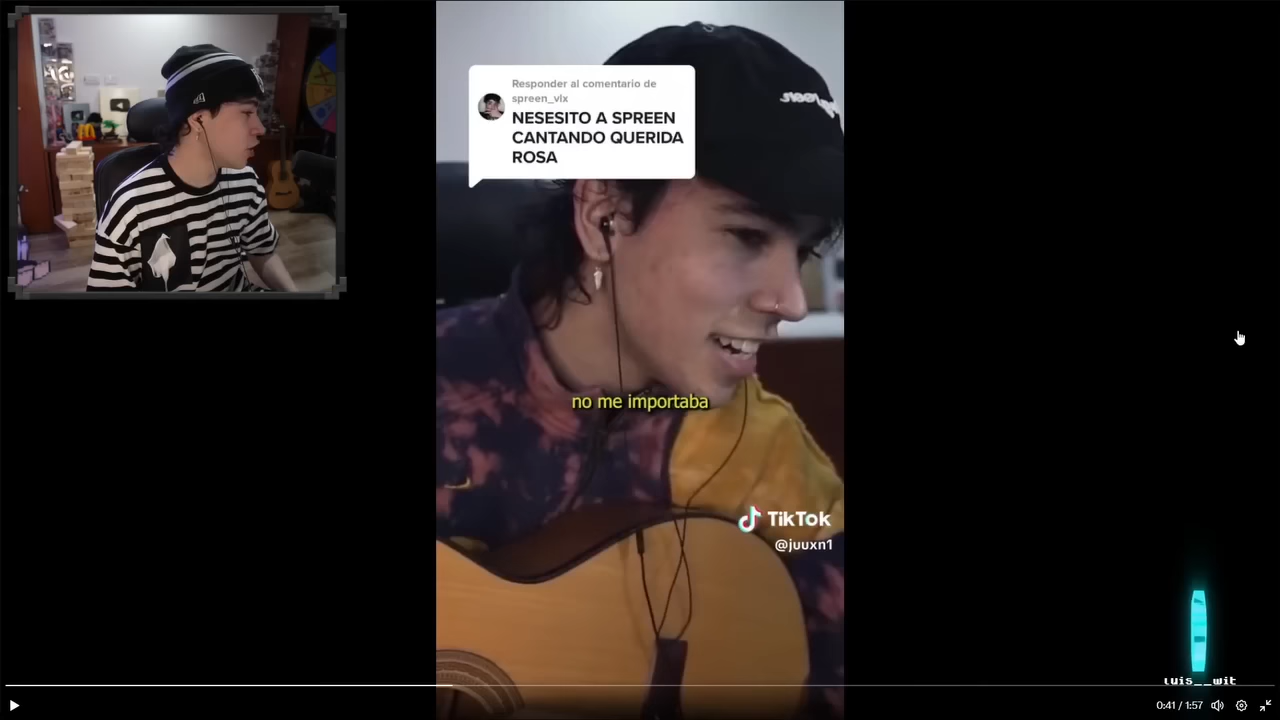 Responder al comentario de
spreen_vlx
NESESITO A SPREEN
CANTANDO QUERIDA
ROSA
no me importaba
TikTok
@juuxn1
luis__wit
0:41 / 1:57